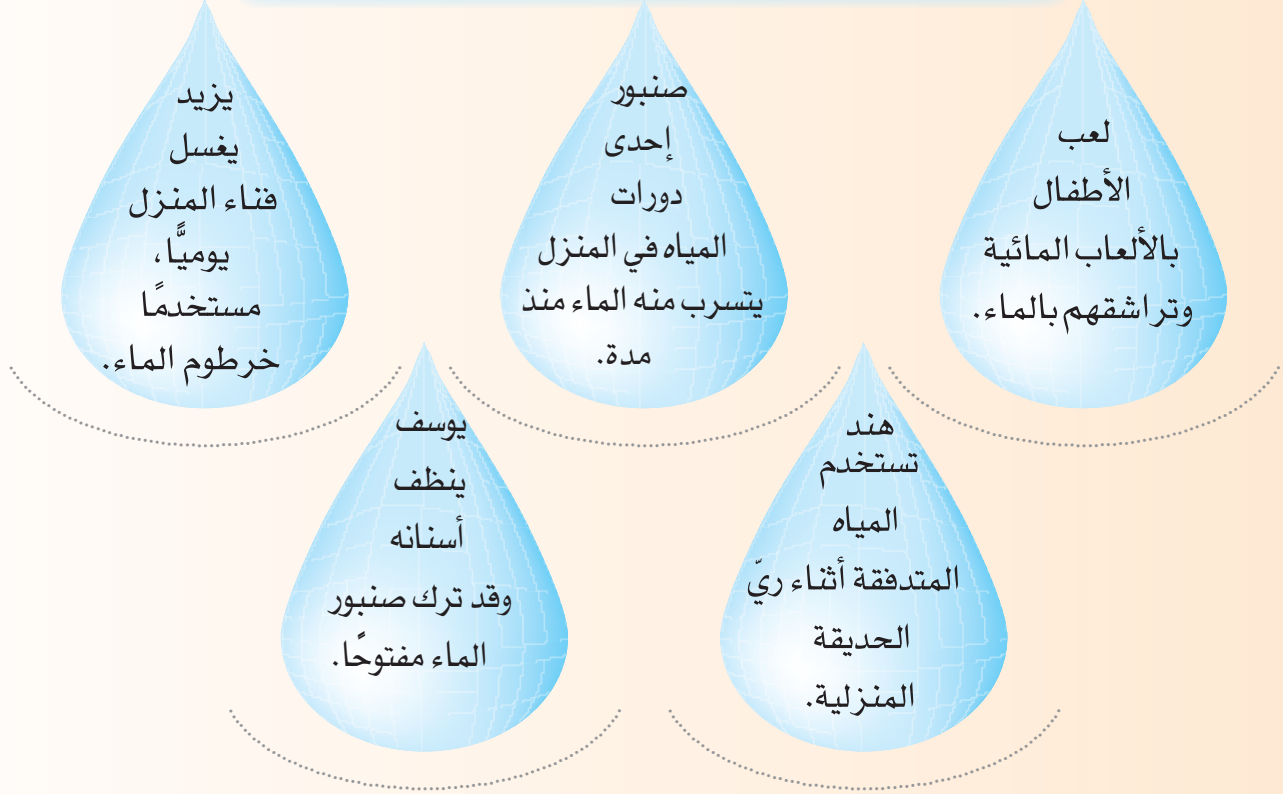 لعب
الأطفال
بالألعاب المائية
وتراشقهم بالماء.
صنبور
إحدى
دورات
المياه في المنزل
يتسرب منه الماء منذ
مدة.
يزيد
يغسل
فناء المنزل
يوميًّا،
مستخدمًا
خرطوم الماء.
هند
تستخدم
المياه
المتدفقة أثناء ريّ
الحديقة
المنزلية.
يوسف
ينظف
أسنانه
وقد ترك صنبور
الماء مفتوحًا.